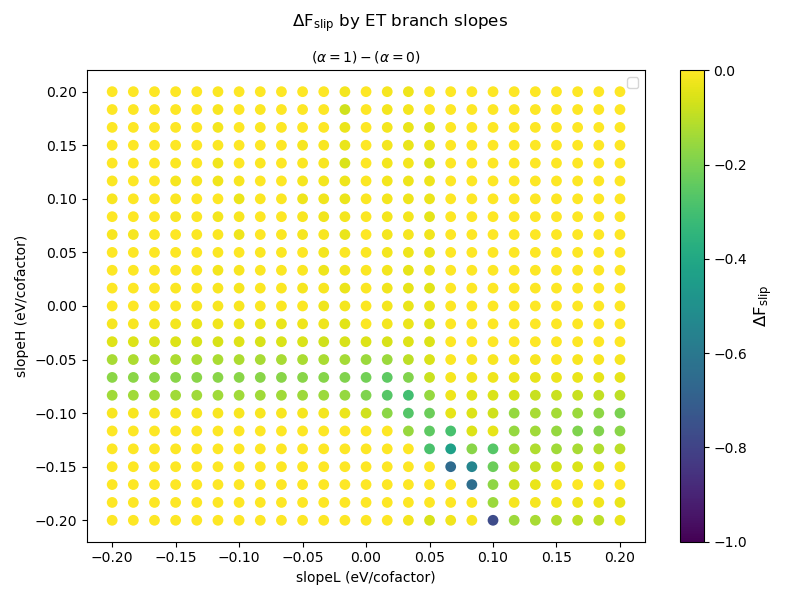 ΔF_slip by ET branch slopes
(α = 1) − (α = 0)
0.20
0.15
0.10
0.05
0.00
−0.05
−0.10
−0.15
−0.20
slopeH (eV/cofactor)
−0.20 −0.15 −0.10 −0.05 0.00 0.05 0.10 0.15 0.20
slopeL (eV/cofactor)
0.0
−0.2
−0.4
−0.6
−0.8
−1.0
ΔF_slip